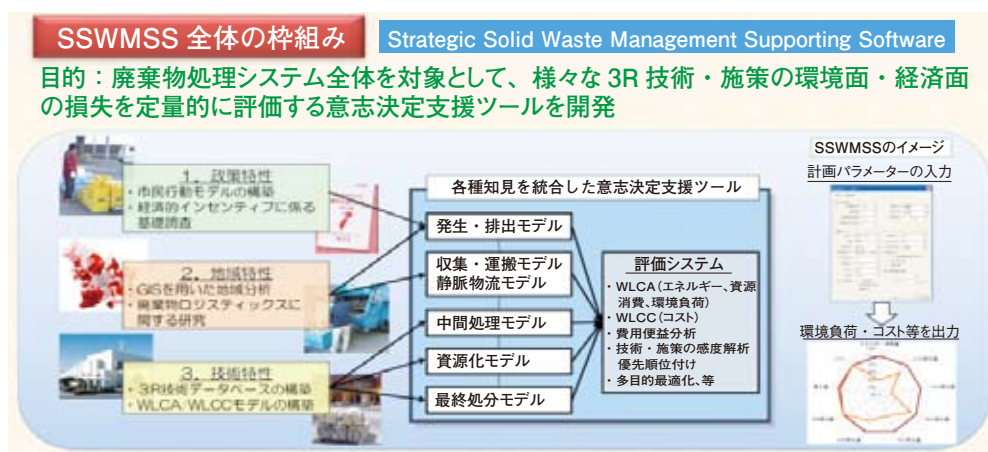 SSWMSS 全体の枠組み
Strategic Solid Waste Management Supporting Software
目的：廃棄物処理システム全体を対象として、様々な 3R 技術・施策の環境面・経済面
の損失を定量的に評価する意志決定支援ツールを開発
1．政策特性
・市民行動モデルの構築
・経済的インセンティブに係る
基礎調査
2．地域特性
・GISを用いた地域分析
・廃棄物ロジスティックスに
関する研究
3．技術特性
・3R技術データベースの構築
・WLCA/WLCCモデルの構築
各種知見を統合した意志決定支援ツール
発生・排出モデル
収集・運搬モデル
静脈物流モデル
中間処理モデル
資源化モデル
最終処分モデル
評価システム
・WLCA（エネルギー、資源
消費、環境負荷）
・WLCC（コスト）
・費用便益分析
・技術・施策の感度解析
優先順位付け
・多目的最適化、等
SSWMSSのイメージ
計画パラメーターの入力
環境負荷・コスト等を出力